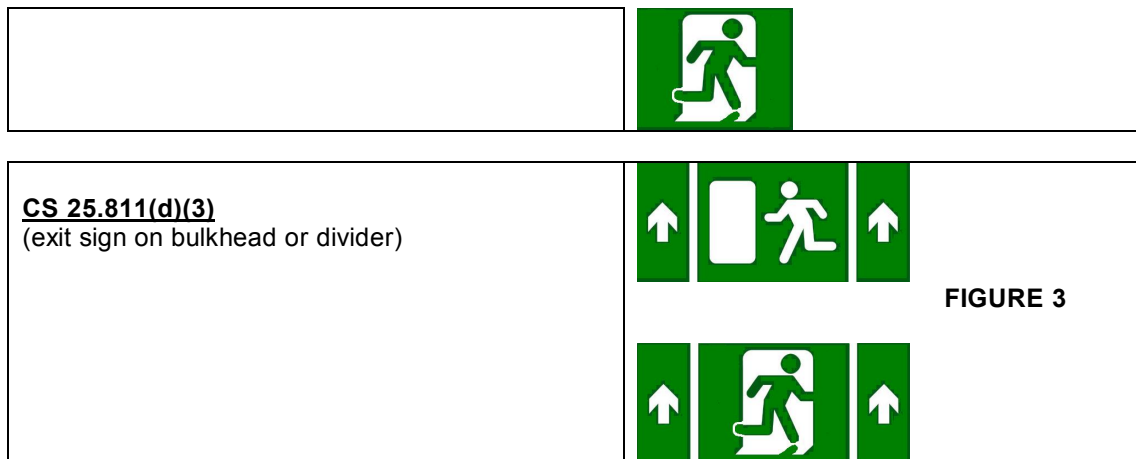 CS 25.811(d)(3)
(exit sign on bulkhead or divider)
FIGURE 3